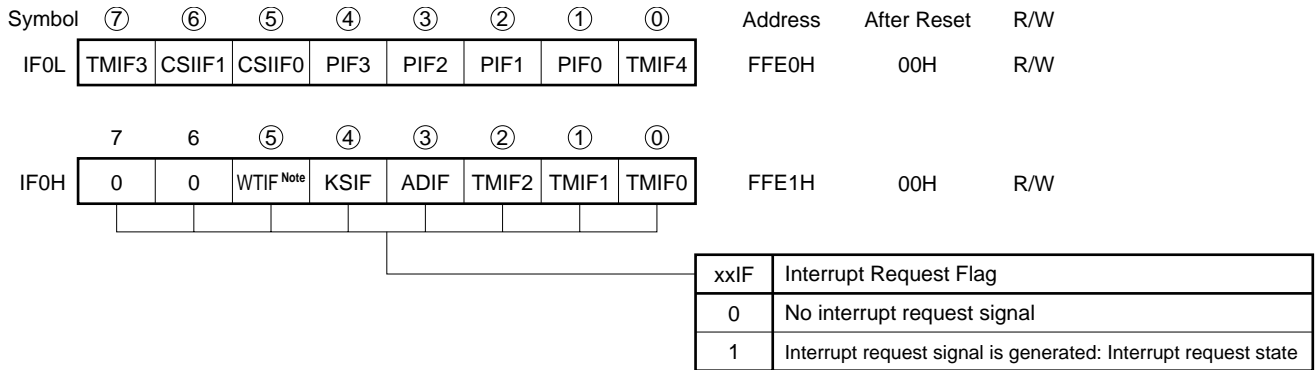 Symbol ⑦ ⑥ ⑤ ④ ③ ② ① ⓪ Address After Reset R/W
IF0L TMIF3 CSIIF1 CSIIF0 PIF3 PIF2 PIF1 PIF0 TMIF4 FFE0H 00H R/W
7 6 ⑤ ④ ③ ② ① ⓪
IF0H 0 0 WTIF Note KSIF ADIF TMIF2 TMIF1 TMIF0 FFE1H 00H R/W
xxIF Interrupt Request Flag
0 No interrupt request signal
1 Interrupt request signal is generated: Interrupt request state